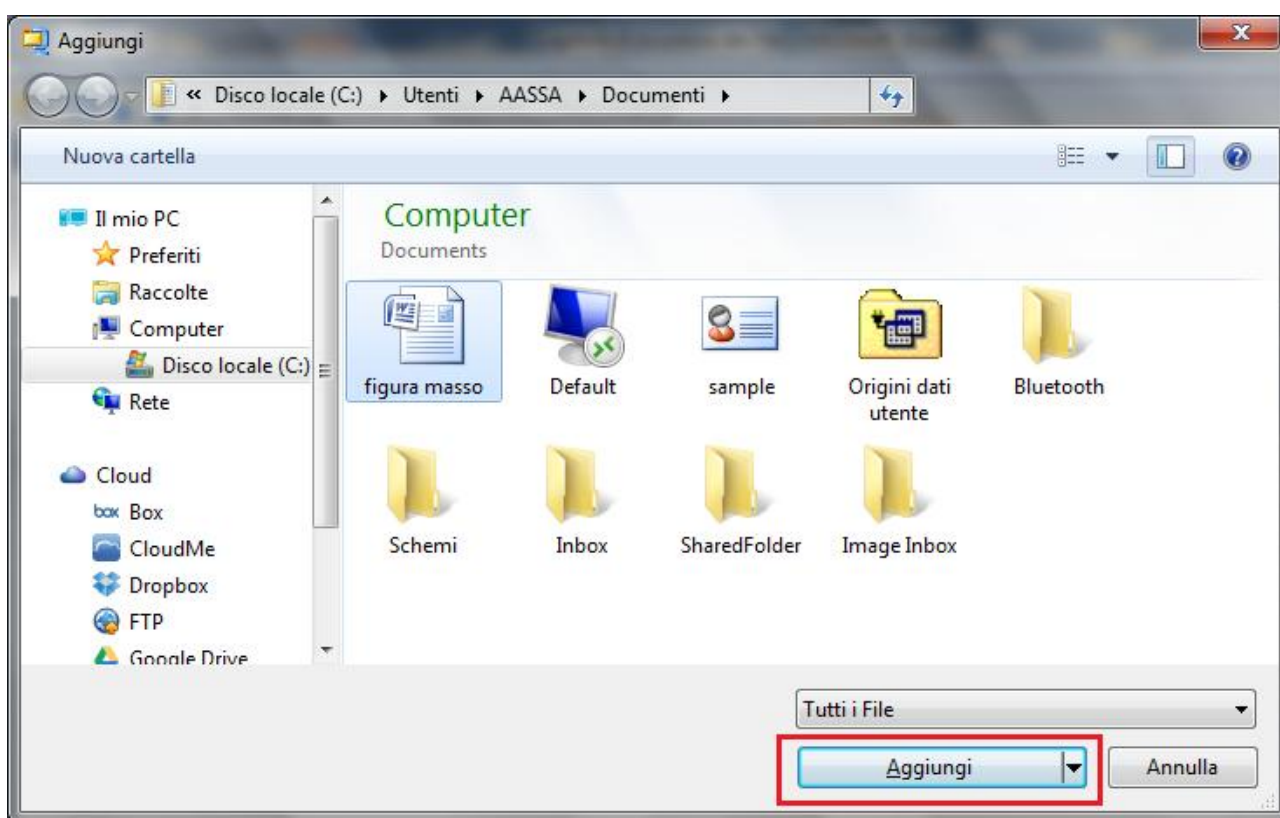 Aggiungi
« Disco locale (C:) Utenti AASSA Documenti
Nuova cartella
Il mio PC
Preferiti
Raccolte
Computer
Disco locale (C:)
Rete
Cloud
box Box
CloudMe
Dropbox
FTP
Google Drive
Computer
Documents
figura masso
Default
sample
Origini dati
utente
Bluetooth
Schemi
Inbox
SharedFolder
Image Inbox
Tutti i File
Aggiungi
Annulla